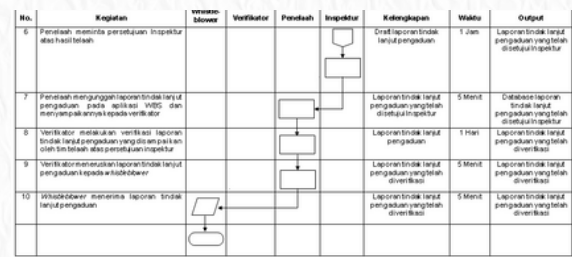 No. Kegiatan Whistle-blower Verifikator Penelaah Inspektur Kelengkapan Waktu Output
6 Penelaah meminta persetujuan Inspektur atas hasil telaah
Draft laporan tindak lanjut pengaduan
1 Jam
Laporan tindak lanjut pengaduan yang telah disetujui Inspektur
7 Penelaah mengunggah laporan tindak lanjut pengaduan pada aplikasi WBS dan menyampaikannya kepada verifikator
Laporan tindak lanjut pengaduan yang telah disetujui Inspektur
5 Menit
Database laporan tindak lanjut pengaduan yang telah disetujui Inspektur
8 Verifikator melakukan verifikasi laporan tindak lanjut pengaduan yang disampaikan oleh tim telaah atas persetujuan inspektur
Laporan tindak lanjut pengaduan
1 Hari
Laporan tindak lanjut pengaduan yang telah diverifikasi
9 Verifikator meneruskan laporan tindak lanjut pengaduan kepada whistleblower
Laporan tindak lanjut pengaduan yang telah diverifikasi
5 Menit
Laporan tindak lanjut pengaduan yang telah diverifikasi
10 Whistleblower menerima laporan tindak lanjut pengaduan
Laporan tindak lanjut pengaduan yang telah diverifikasi
5 Menit
Laporan tindak lanjut pengaduan yang telah diverifikasi